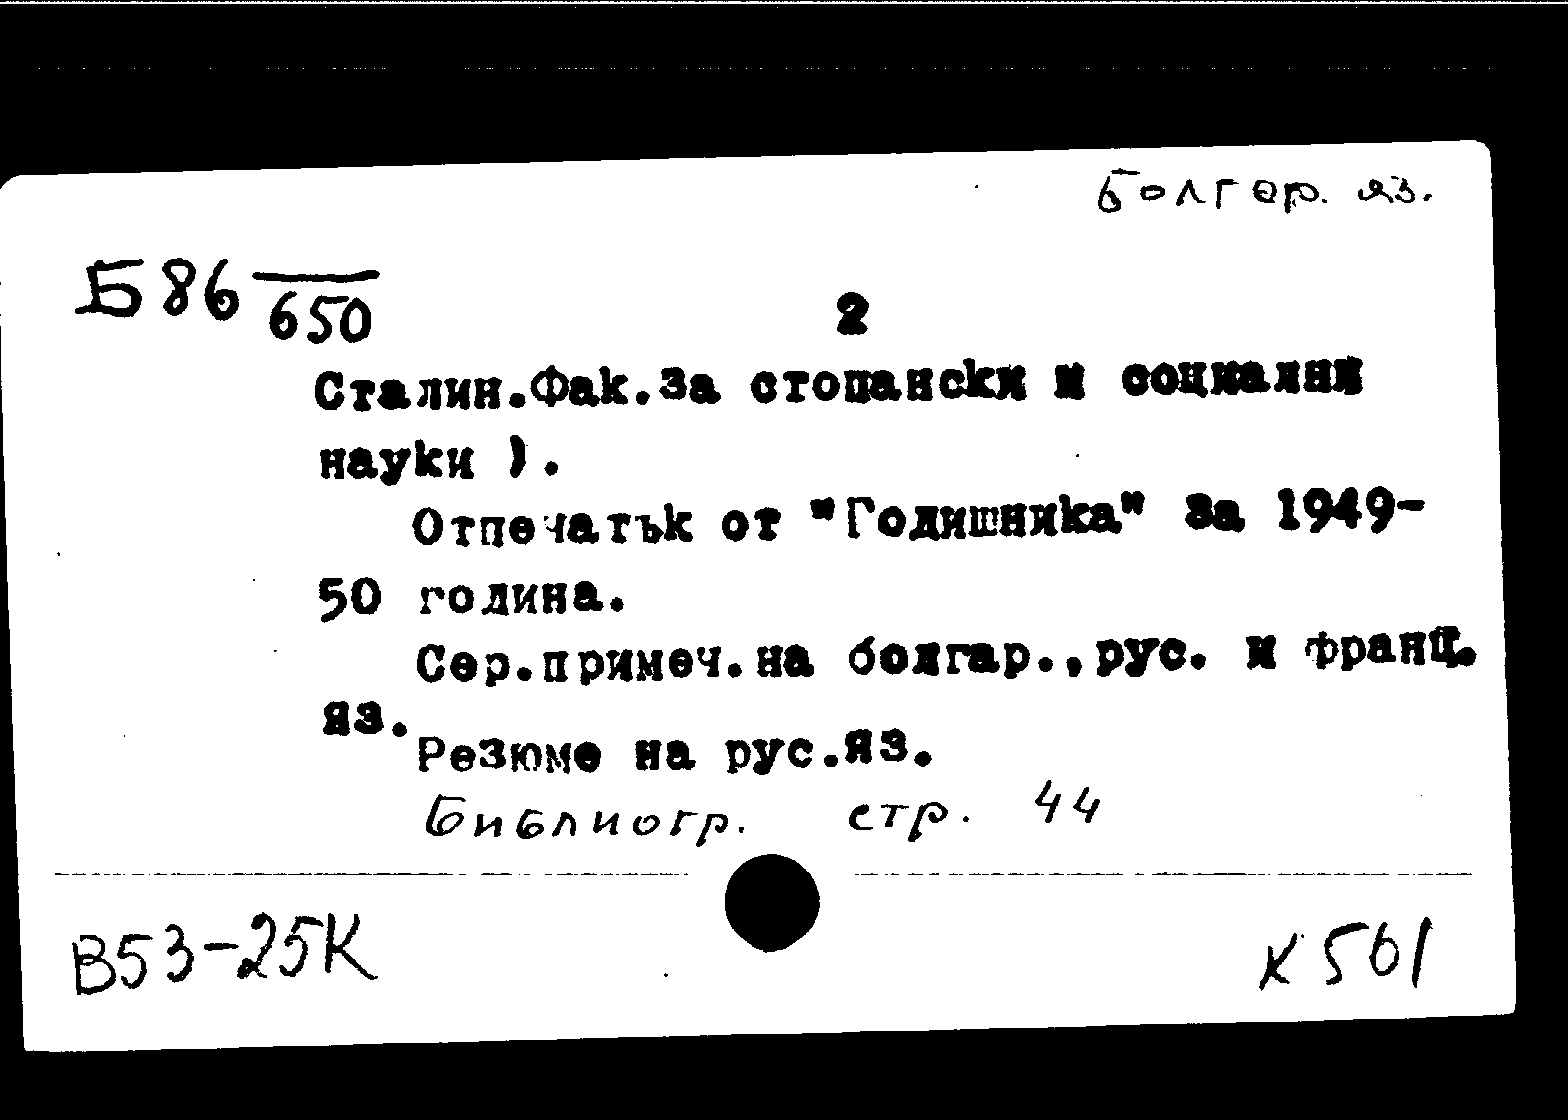 Болгар. яз.
Б86 650
2
Сталин.Фак.за стопански и социални
науки ).
Отпечатък от "Годишника" за 1949-
50 година.
Сер.примеч.на болгар.,рус. и франц.
яз.
Резюме на рус.яз.
Библиогр. стр. 44
В53-25К
К 561